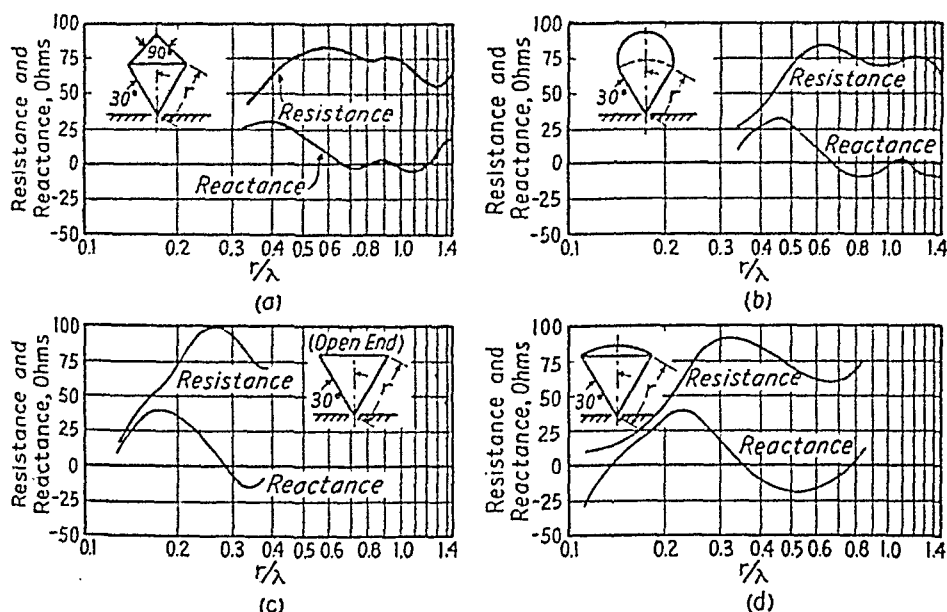 Resistance and
Reactance, Ohms
100
75
50
25
0
-25
-50
90°
30°
r
Resistance
Reactance
0.1
0.2
0.3
0.4
0.5
0.6
0.8
1.0
1.4
r/λ
(a)
Resistance and
Reactance, Ohms
100
75
50
25
0
-25
-50
30°
r
Resistance
Reactance
0.1
0.2
0.3
0.4
0.5
0.6
0.8
1.0
1.4
r/λ
(b)
Resistance and
Reactance, Ohms
100
75
50
25
0
-25
-50
(Open End)
30°
r
Resistance
Reactance
0.1
0.2
0.3
0.4
0.5
0.6
0.8
1.0
1.4
r/λ
(c)
Resistance and
Reactance, Ohms
100
75
50
25
0
-25
-50
30°
r
Resistance
Reactance
0.1
0.2
0.3
0.4
0.5
0.6
0.8
1.0
1.4
r/λ
(d)